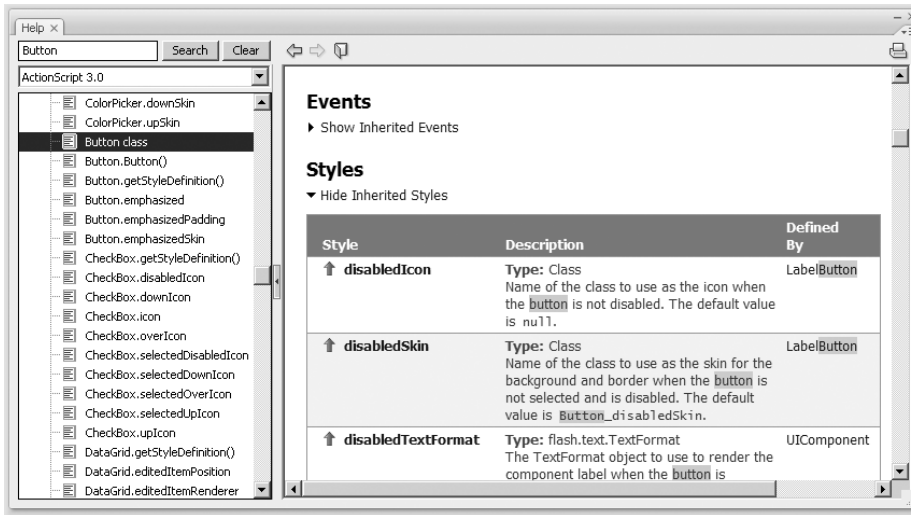 Help ×
Button
Search
Clear
ActionScript 3.0
ColorPicker.downSkin
ColorPicker.upSkin
Button class
Button.Button()
Button.getStyleDefinition()
Button.emphasized
Button.emphasizedPadding
Button.emphasizedSkin
CheckBox.getStyleDefinition()
CheckBox.disabledIcon
CheckBox.downIcon
CheckBox.icon
CheckBox.overIcon
CheckBox.selectedDisabledIcon
CheckBox.selectedDownIcon
CheckBox.selectedOverIcon
CheckBox.selectedUpIcon
CheckBox.upIcon
DataGrid.getStyleDefinition()
DataGrid.editedItemPosition
DataGrid.editedItemRenderer
Events
Show Inherited Events
Styles
Hide Inherited Styles
Style
Description
Defined
By
disabledIcon
Type: Class
Name of the class to use as the icon when
the button is not disabled. The default value
is null.
LabelButton
disabledSkin
Type: Class
Name of the class to use as the skin for the
background and border when the button is
not selected and is disabled. The default
value is Button_disabledSkin.
LabelButton
disabledTextFormat
Type: flash.text.TextFormat
The TextFormat object to use to render the
component label when the button is
UIComponent